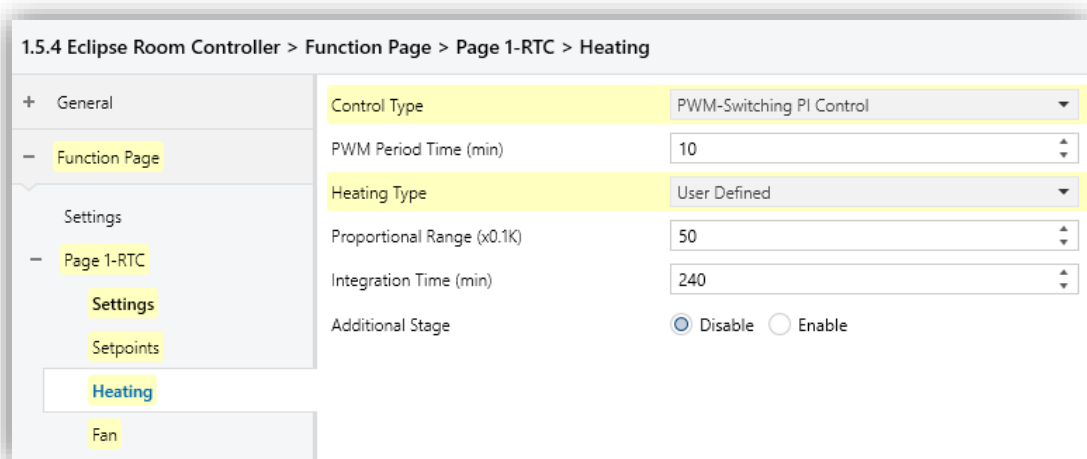 1.5.4 Eclipse Room Controller > Function Page > Page 1-RTC > Heating
+ General
– Function Page
Settings
– Page 1-RTC
Settings
Setpoints
Heating
Fan
Control Type PWM-Switching PI Control
PWM Period Time (min) 10
Heating Type User Defined
Proportional Range (x0.1K) 50
Integration Time (min) 240
Additional Stage Disable Enable